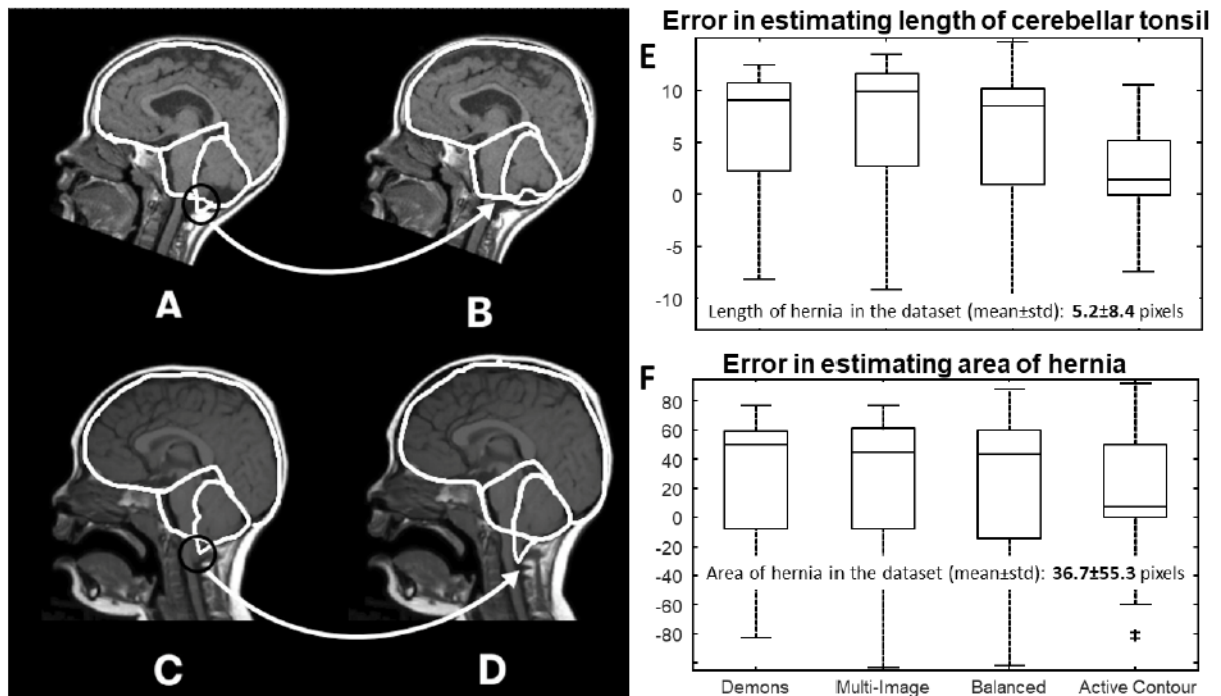 A
B
C
D
Error in estimating length of cerebellar tonsil
E
10
5
0
-5
-10
Length of hernia in the dataset (mean±std): 5.2±8.4 pixels
Error in estimating area of hernia
F
80
60
40
20
0
-20
-40
-60
-80
Area of hernia in the dataset (mean±std): 36.7±55.3 pixels
Demons Multi-Image Balanced Active Contour